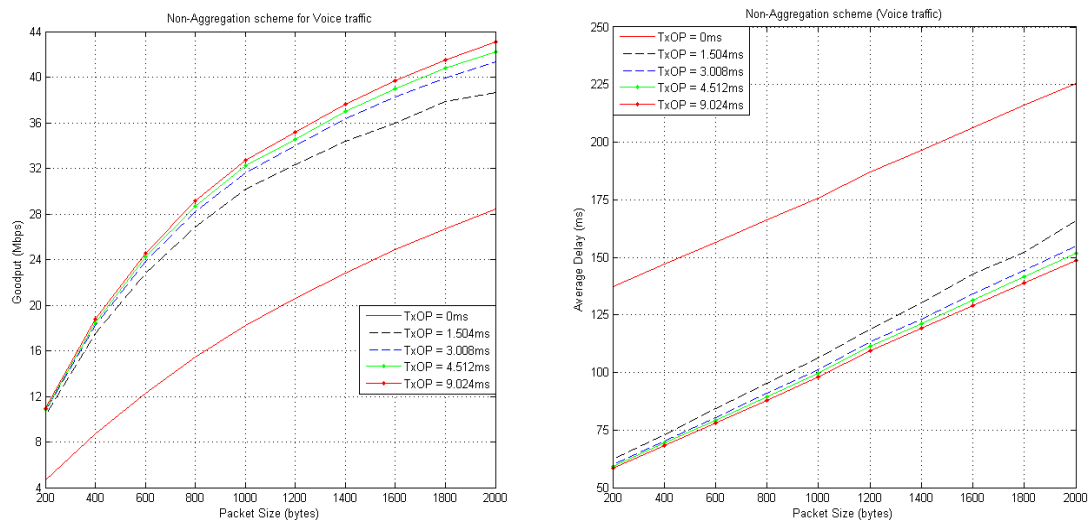 Non-Aggregation scheme for Voice traffic
44
40
36
32
28
24
20
16
12
8
4
Goodput (Mbps)
TxOP = 0ms
TxOP = 1.504ms
TxOP = 3.008ms
TxOP = 4.512ms
TxOP = 9.024ms
200 400 600 800 1000 1200 1400 1600 1800 2000
Packet Size (bytes)
Non-Aggregation scheme (Voice traffic)
TxOP = 0ms
TxOP = 1.504ms
TxOP = 3.008ms
TxOP = 4.512ms
TxOP = 9.024ms
250
225
200
175
150
125
100
75
50
Average Delay (ms)
200 400 600 800 1000 1200 1400 1600 1800 2000
Packet Size (bytes)